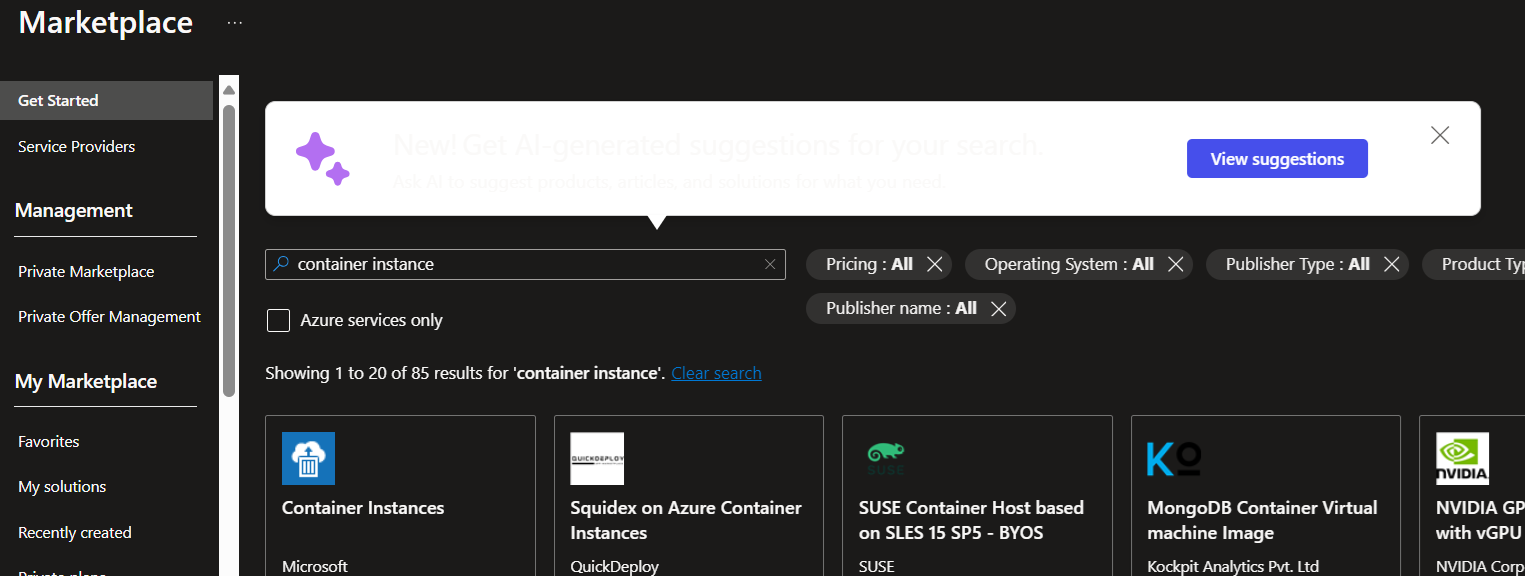 Marketplace ...
Get Started
Service Providers
Management
Private Marketplace
Private Offer Management
My Marketplace
Favorites
My solutions
Recently created
Private plans
New! Get AI-generated suggestions for your search.
Ask AI to suggest products, articles, and solutions for what you need.
View suggestions
container instance
Pricing : All
Operating System : All
Publisher Type : All
Product Typ
Publisher name : All
Azure services only
Showing 1 to 20 of 85 results for 'container instance'. Clear search
Container Instances
Microsoft
QUICKDEPLOY
Squidex on Azure Container
Instances
QuickDeploy
SUSE
SUSE Container Host based
on SLES 15 SP5 - BYOS
SUSE
KO
MongoDB Container Virtual
machine Image
Kockpit Analytics Pvt. Ltd
NVIDIA
NVIDIA GP
with vGPU
NVIDIA Corp